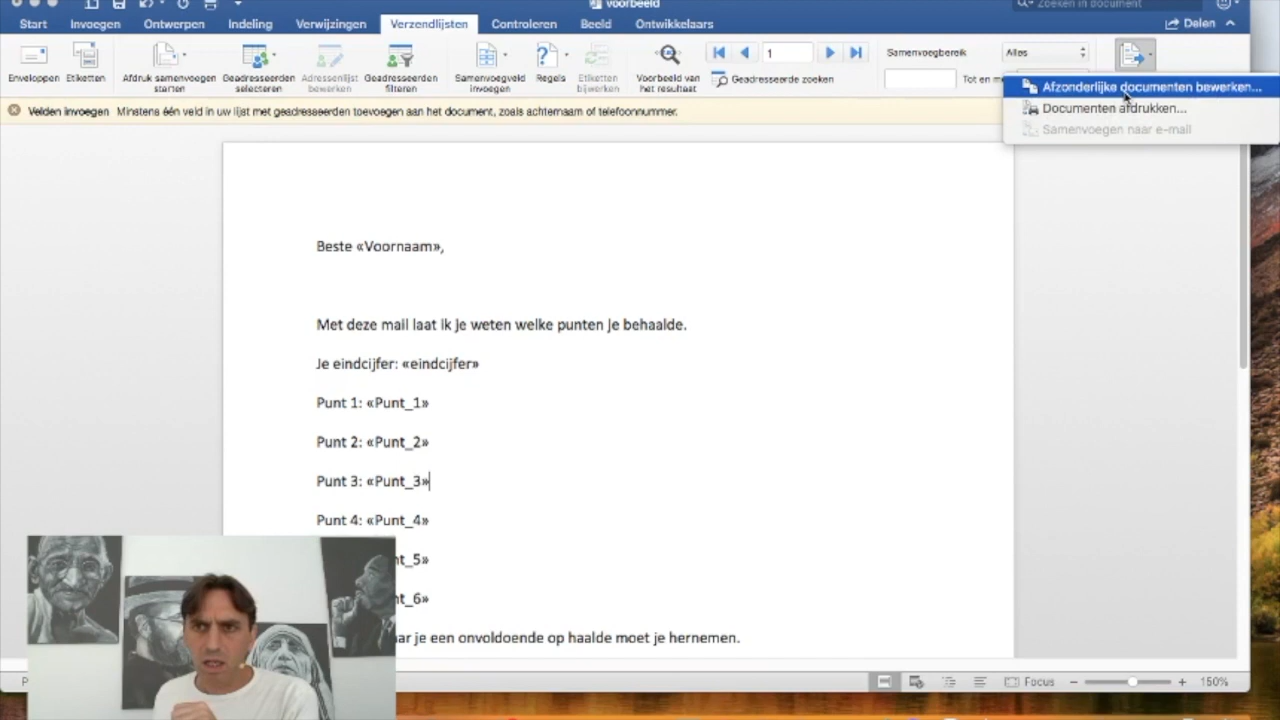 voorbeeld
Zoeken in document
Start Invoegen Ontwerpen Indeling Verwijzingen Verzendlijsten Controleren Beeld Ontwikkelaars
Delen
Enveloppen Etiketten Afdruk samenvoegen starten Geadresseerden selecteren Adressenlijst bewerken Geadresseerden filteren Samenvoegveld invoegen Regels Etiketten bijwerken Voorbeeld van het resultaat
1
Geadresseerde zoeken
Samenvoegbereik Alles
Tot en m
Afzonderlijke documenten bewerken...
Documenten afdrukken...
Samenvoegen naar e-mail
Velden invoegen Minstens één veld in uw lijst met geadresseerden toevoegen aan het document, zoals achternaam of telefoonnummer.
Beste «Voornaam»,
Met deze mail laat ik je weten welke punten je behaalde.
Je eindcijfer: «eindcijfer»
Punt 1: «Punt_1»
Punt 2: «Punt_2»
Punt 3: «Punt_3»
Punt 4: «Punt_4»
nt_5»
nt_6»
ar je een onvoldoende op haalde moet je hernemen.
P
Focus
150%